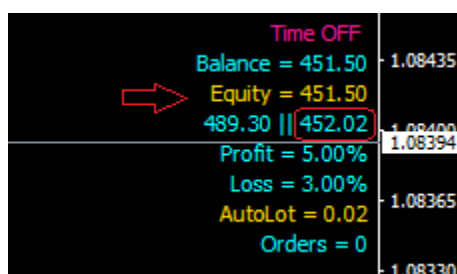 Time OFF
Balance = 451.50
1.08435
Equity = 451.50
489.30 || 452.02
1.08400
1.08394
Profit = 5.00%
Loss = 3.00%
1.08365
AutoLot = 0.02
Orders = 0
1.08330